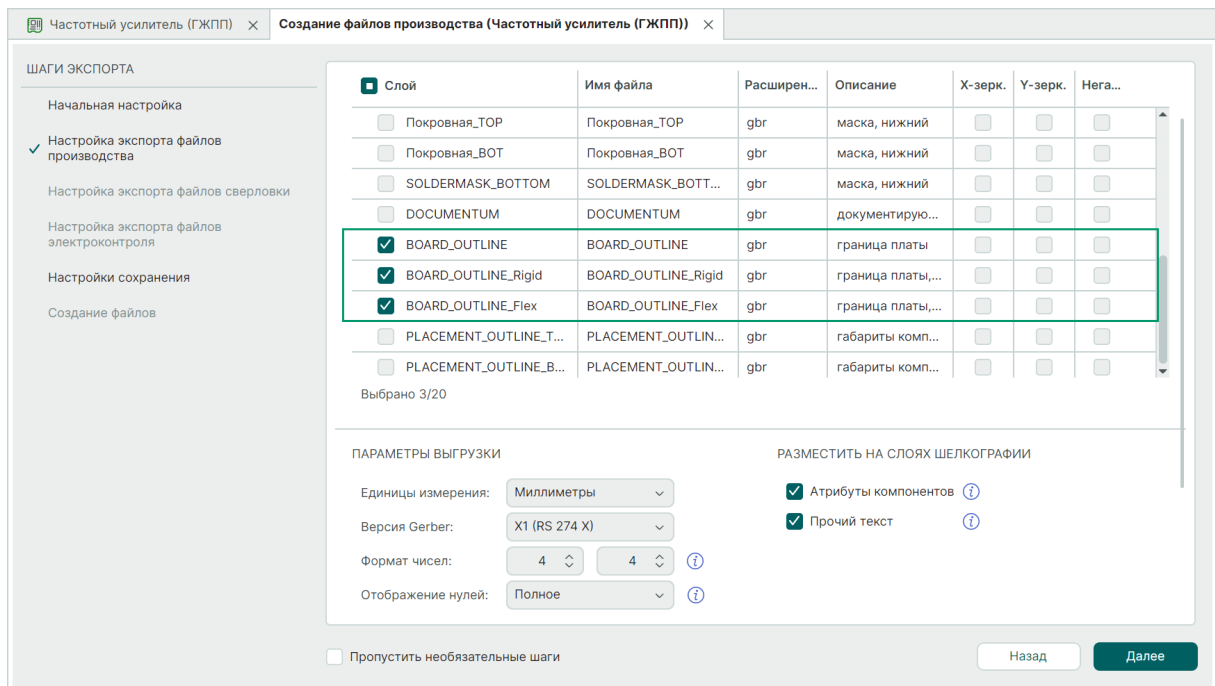 Частотный усилитель (ГЖПП)
Создание файлов производства (Частотный усилитель (ГЖПП))
ШАГИ ЭКСПОРТА
Начальная настройка
Настройка экспорта файлов
производства
Настройка экспорта файлов сверловки
Настройка экспорта файлов
электроконтроля
Настройки сохранения
Создание файлов
Слой Имя файла Расширен... Описание X-зерк. Y-зерк. Нега...
Покровная_TOP Покровная_TOP gbr маска, нижний
Покровная_BOT Покровная_BOT gbr маска, нижний
SOLDERMASK_BOTTOM SOLDERMASK_BOTT... gbr маска, нижний
DOCUMENTUM DOCUMENTUM gbr документирую...
BOARD_OUTLINE BOARD_OUTLINE gbr граница платы
BOARD_OUTLINE_Rigid BOARD_OUTLINE_Rigid gbr граница платы,...
BOARD_OUTLINE_Flex BOARD_OUTLINE_Flex gbr граница платы,...
PLACEMENT_OUTLINE_T... PLACEMENT_OUTLIN... gbr габариты комп...
PLACEMENT_OUTLINE_B... PLACEMENT_OUTLIN... gbr габариты комп...
Выбрано 3/20
ПАРАМЕТРЫ ВЫГРУЗКИ
Единицы измерения: Миллиметры
Версия Gerber: X1 (RS 274 X)
Формат чисел: 4 4
Отображение нулей: Полное
РАЗМЕСТИТЬ НА СЛОЯХ ШЕЛКОГРАФИИ
Атрибуты компонентов
Прочий текст
Пропустить необязательные шаги
Назад
Далее